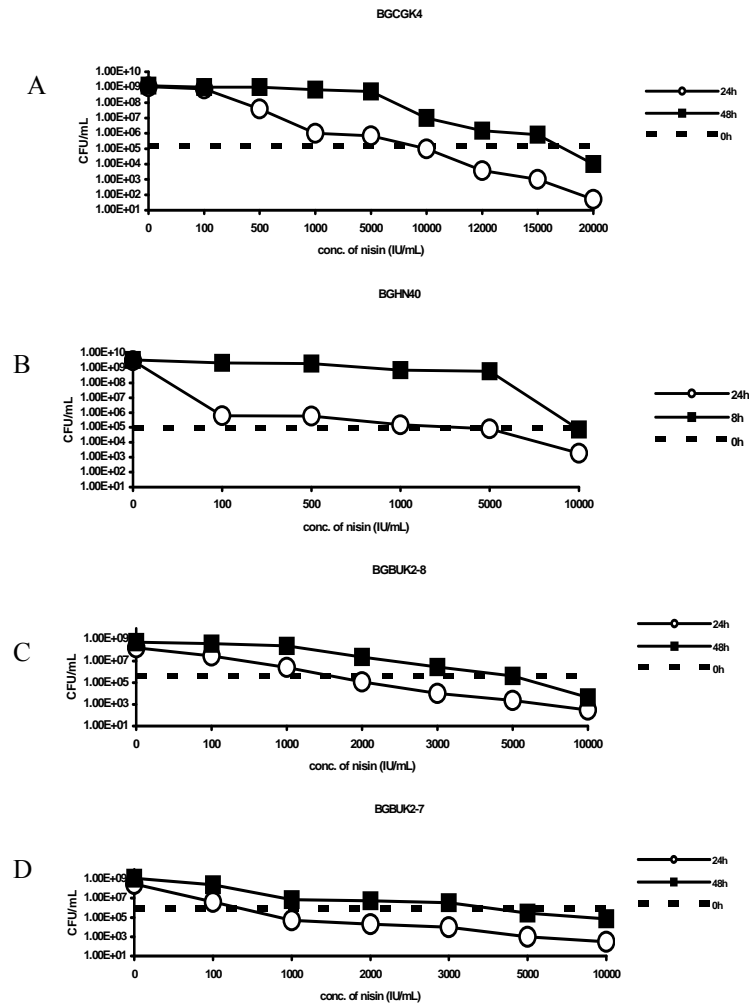 BGCGK4
A
1.00E+10
1.00E+09
1.00E+08
1.00E+07
1.00E+06
1.00E+05
1.00E+04
1.00E+03
1.00E+02
1.00E+01
CFU/mL
0 100 500 1000 5000 10000 12000 15000 20000
conc. of nisin (IU/mL)
24h
48h
0h
BGHN40
B
1.00E+10
1.00E+09
1.00E+08
1.00E+07
1.00E+06
1.00E+05
1.00E+04
1.00E+03
1.00E+02
1.00E+01
CFU/mL
0 100 500 1000 5000 10000
conc. of nisin (IU/mL)
24h
8h
0h
BGBUK2-8
C
1.00E+09
1.00E+07
1.00E+05
1.00E+03
1.00E+01
CFU/mL
0 100 1000 2000 3000 5000 10000
conc. of nisin (IU/mL)
24h
48h
0h
BGBUK2-7
D
1.00E+09
1.00E+07
1.00E+05
1.00E+03
1.00E+01
CFU/mL
0 100 1000 2000 3000 5000 10000
conc. of nisin (IU/mL)
24h
48h
0h